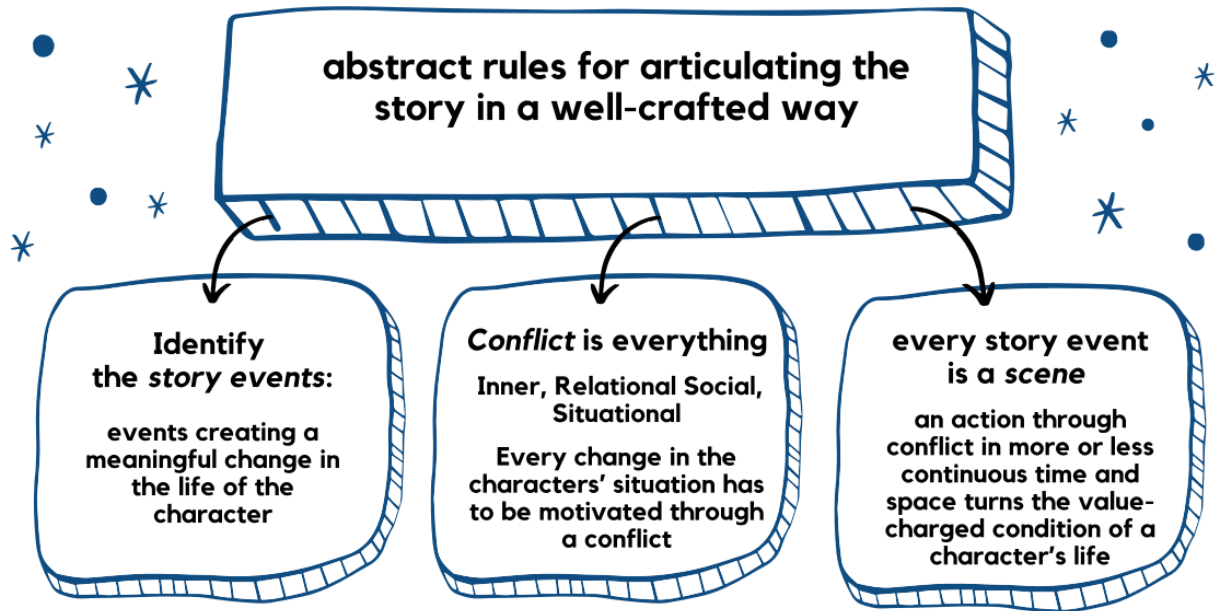 abstract rules for articulating the
story in a well-crafted way
Identify
the story events:
events creating a
meaningful change in
the life of the
character
Conflict is everything
Inner, Relational Social,
Situational
Every change in the
characters’ situation has
to be motivated through
a conflict
every story event
is a scene
an action through
conflict in more or less
continuous time and
space turns the value-
charged condition of a
character’s life